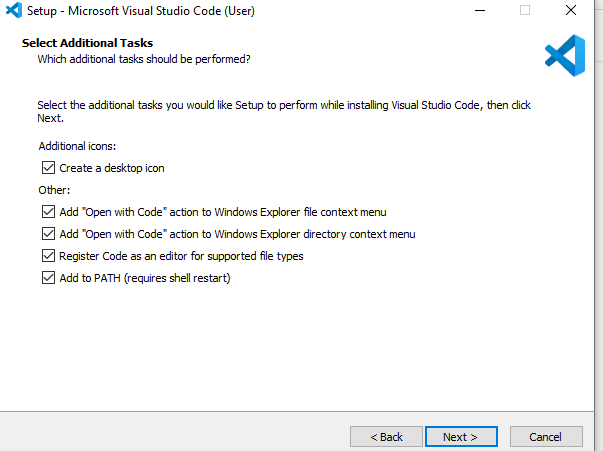 Setup - Microsoft Visual Studio Code (User)
Select Additional Tasks
Which additional tasks should be performed?
Select the additional tasks you would like Setup to perform while installing Visual Studio Code, then click
Next.
Additional icons:
Create a desktop icon
Other:
Add "Open with Code" action to Windows Explorer file context menu
Add "Open with Code" action to Windows Explorer directory context menu
Register Code as an editor for supported file types
Add to PATH (requires shell restart)
< Back
Next >
Cancel